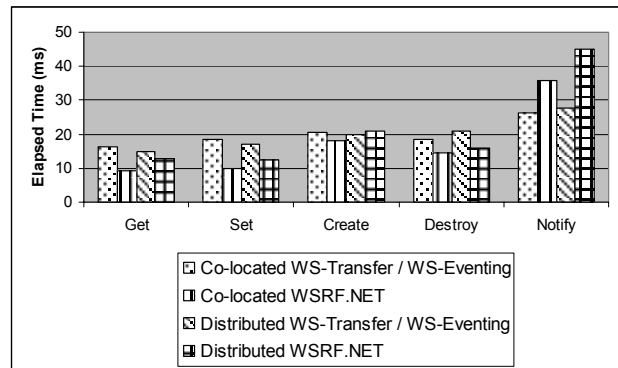 Elapsed Time (ms)
50
40
30
20
10
0
Get Set Create Destroy Notify
Co-located WS-Transfer / WS-Eventing
Co-located WSRF.NET
Distributed WS-Transfer / WS-Eventing
Distributed WSRF.NET